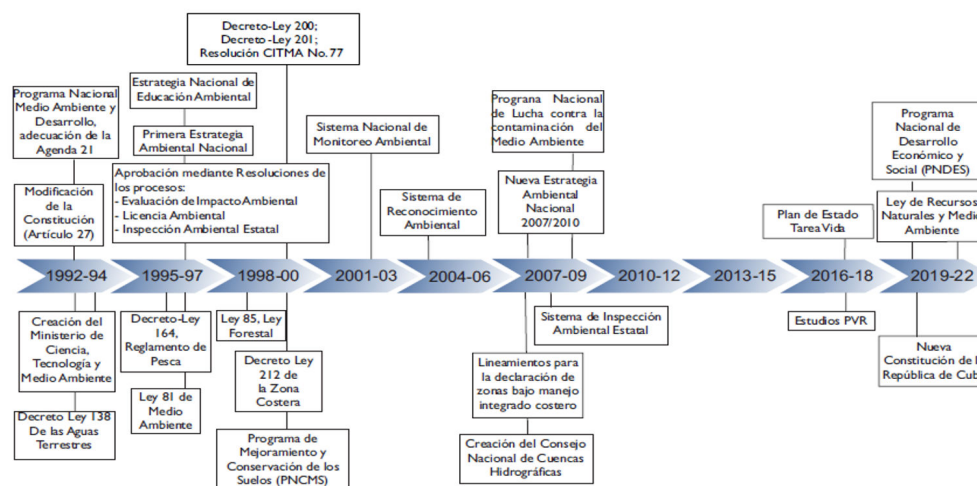 Decreto-Ley 200;
Decreto -Ley 201;
Resolución CITMA No. 77
Estrategia Nacional de
Educación Ambiental
Programa Nacional
Medio Ambiente y
Desarrollo,
adecuación de la
Agenda 21
Primera Estrategia
Ambiental Nacional
Sistema Nacional de
Monitoreo Ambiental
Programa Nacional
de Lucha contra la
contaminación del
Medio Ambiente
Programa
Nacional de
Desarrollo
Económico y
Social (PNDES)
Modificación
de la
Constitución
(Artículo 27)
Aprobación mediante Resoluciones de
los procesos:
- Evaluación de Impacto Ambiental
- Licencia Ambiental
- Inspección Ambiental Estatal
Sistema de
Reconocimiento
Ambiental
Nueva Estrategia
Ambiental
Nacional
2007/2010
Plan de Estado
Tarea Vida
Ley de Recursos
Naturales y Medio
Ambiente
1992-94
1995-97
1998-00
2001-03
2004-06
2007-09
2010-12
2013-15
2016-18
2019-22
Creación del
Ministerio de
Ciencia,
Tecnología y
Medio Ambiente
Decreto-Ley
164,
Reglamento de
Pesca
Ley 85, Ley
Forestal
Sistema de Inspección
Ambiental Estatal
Estudios PVR
Decreto Ley
212 de
la Zona
Costera
Lineamientos para
la declaración de
zonas bajo manejo
integrado costero
Nueva
Constitución de l
República de Cub
Decreto Ley 138
De las Aguas
Terrestres
Ley 81 de
Medio
Ambiente
Programa de
Mejoramiento y
Conservación de los
Suelos (PNCMS)
Creación del Consejo
Nacional de Cuencas
Hidrográficas